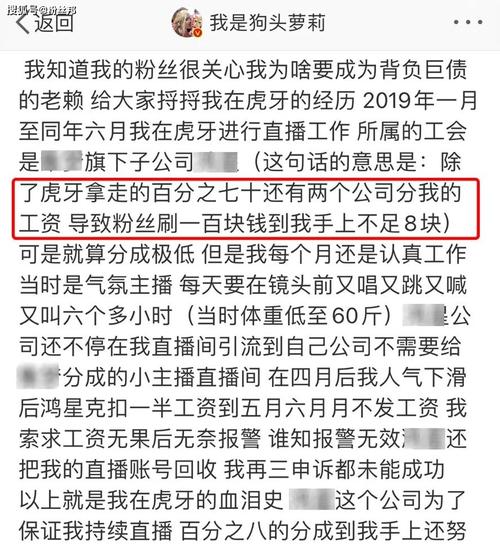 搜狐号@粉丝邦
返回 我是狗头萝莉
我知道我的粉丝很关心我为啥要成为背负巨债
的老赖 给大家捋捋我在虎牙的经历 2019年一月
至同年六月我在虎牙进行直播工作 所属的工会
是 旗下子公司 （这句话的意思是：除
了虎牙拿走的百分之七十还有两个公司分我的
工资 导致粉丝刷一百块钱到我手上不足8块）
可是就算分成极低 但是我每个月还是认真工作
当时是气氛主播 每天要在镜头前又唱又跳又喊
又叫六个多小时（当时体重低至60斤） 公
司还不停在我直播间引流到自己公司不需要给
分成的小主播直播间 在四月后我人气下滑
后鸿星克扣一半工资到五月六月月不发工资 我
索求工资无果后无奈报警 谁知报警无效 还
把我的直播账号回收 我再三申诉都未能成功
以上就是我在虎牙的血泪史 这个公司为了
保证我持续直播 百分之八的分成到我手上还努